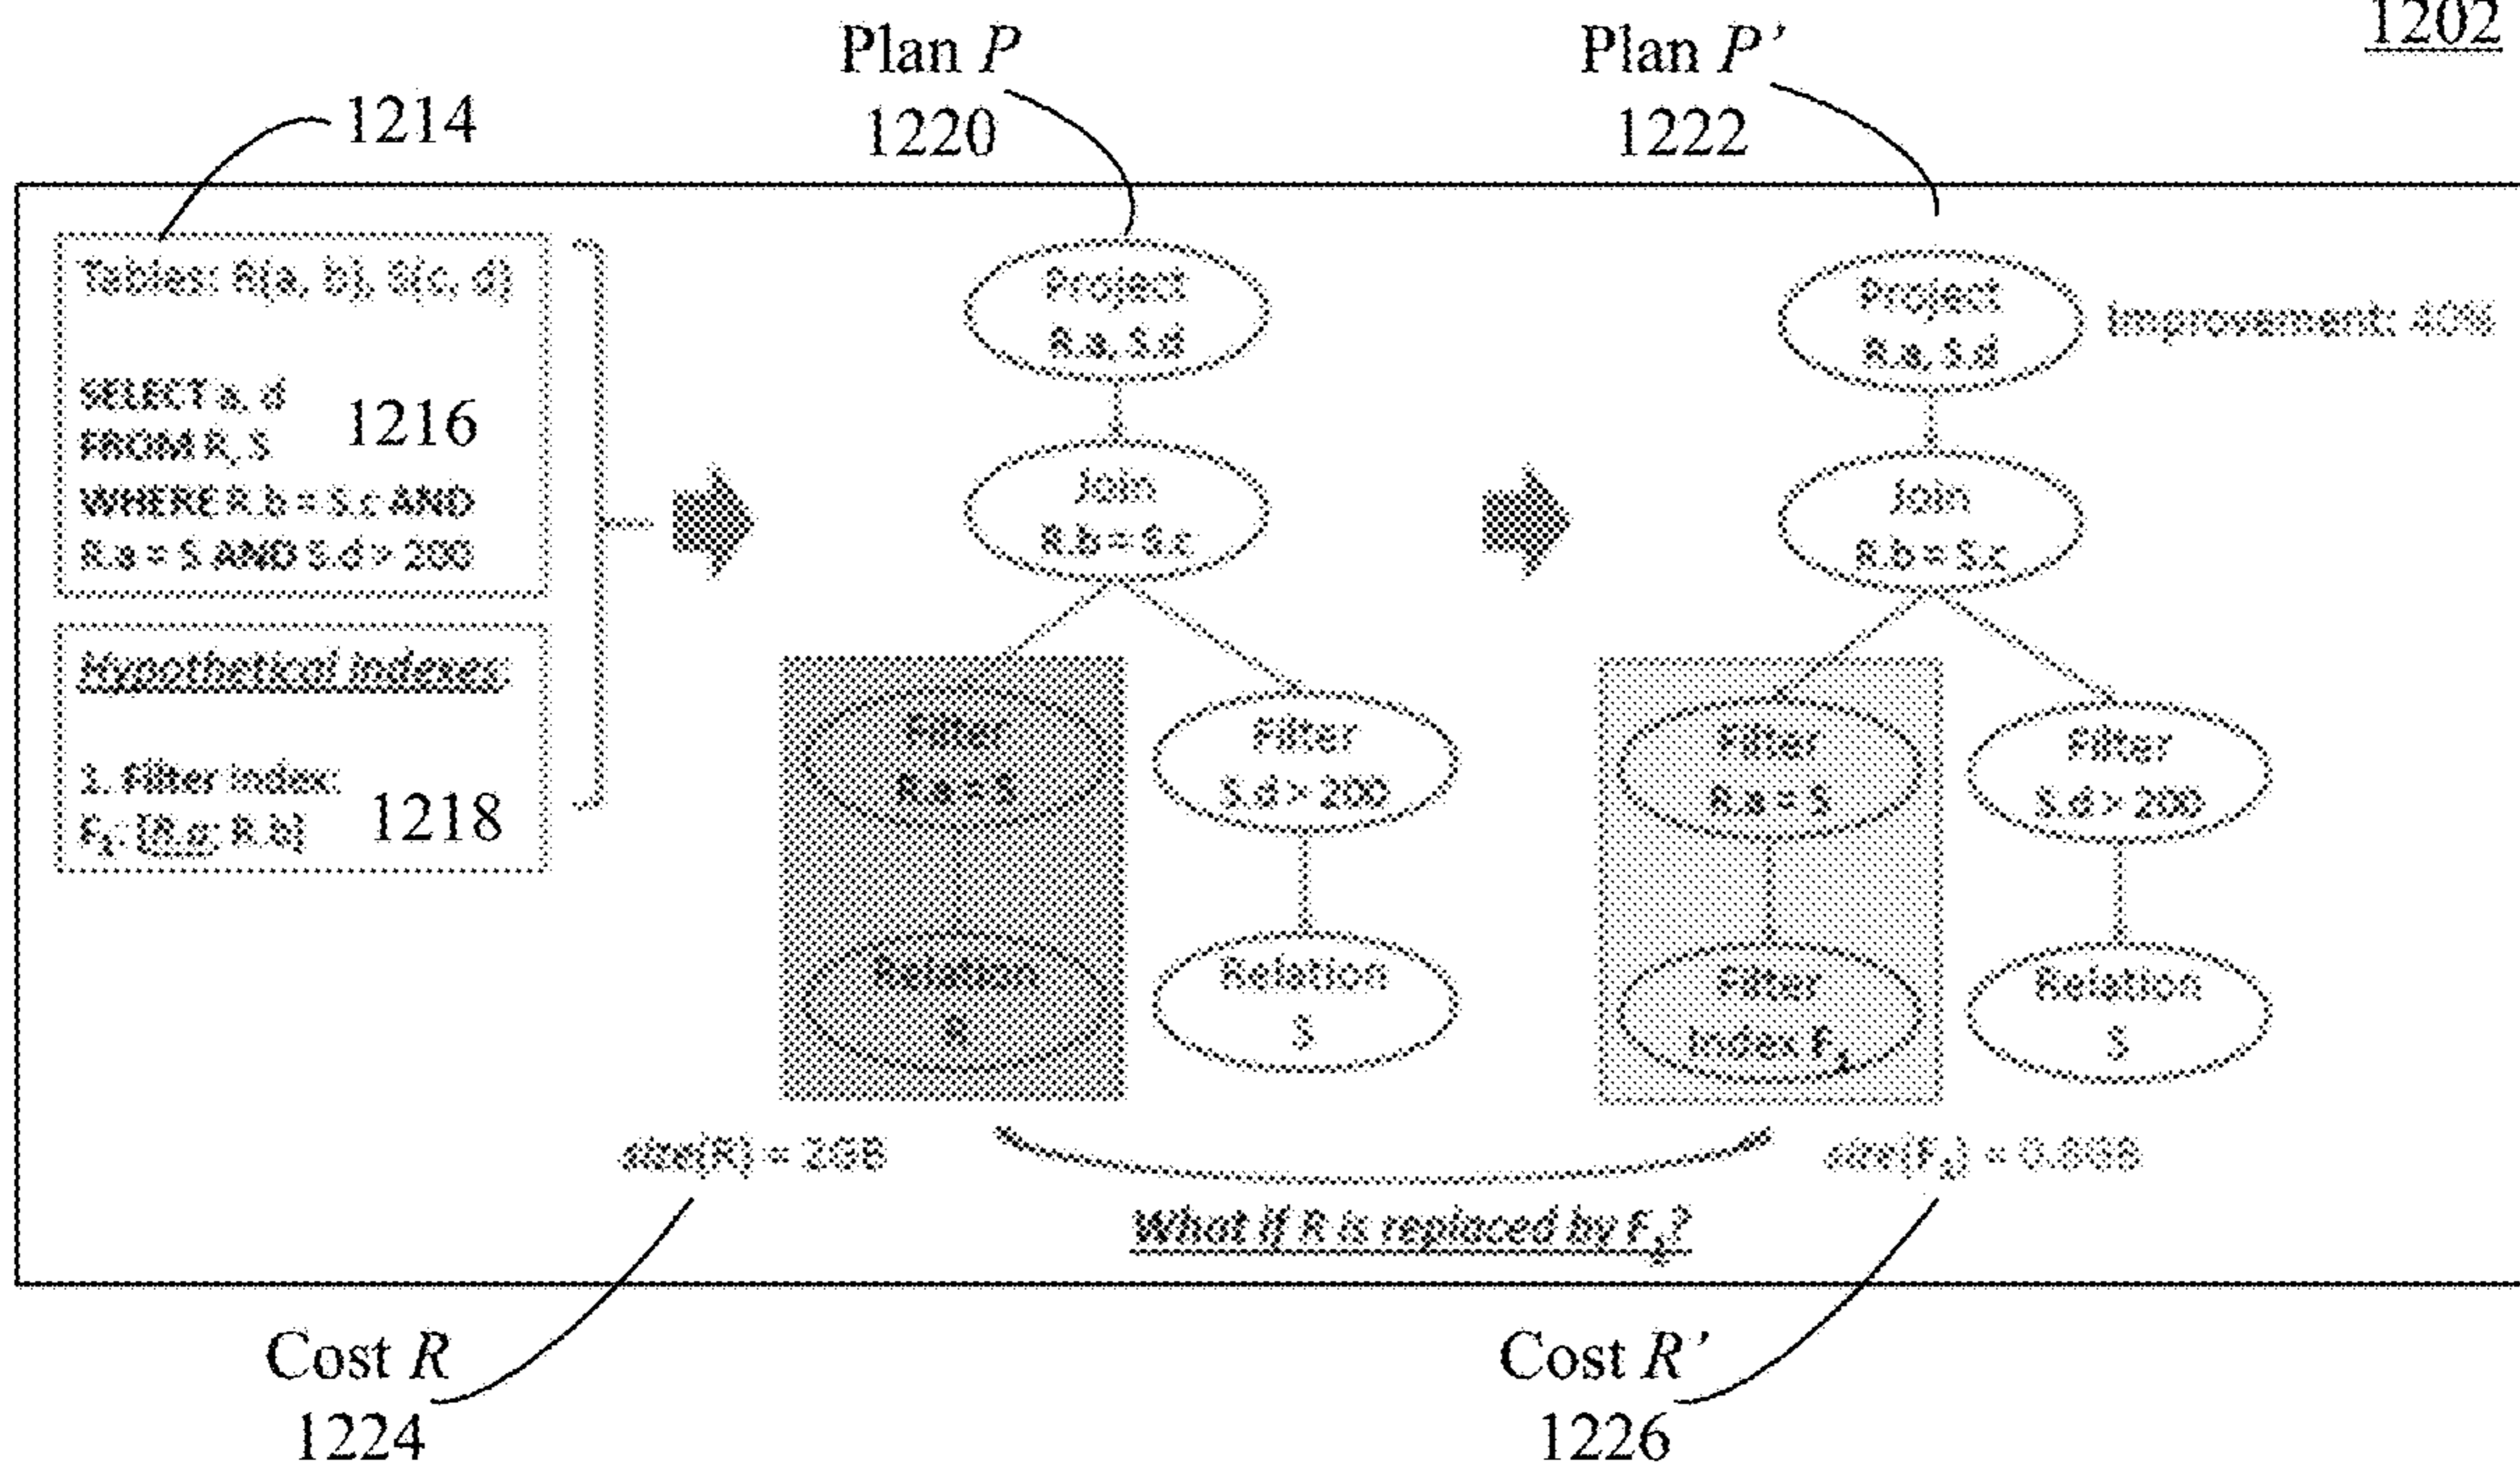 1202
Plan P
1220
Plan P’
1222
1214
Tables: R(a, b), S(c, d)
SELECT a, d
FROM R, S
WHERE R.b = S.c AND
R.a = 5 AND S.d > 200
1216
Hypothetical indexes:
1. Filter index:
F1: [R.a; R.b]
1218
Project
R.a, S.d
Join
R.b = S.c
Filter
R.a = 5
Relation
R
Filter
S.d > 200
Relation
S
size(R) = 2GB
Project
R.a, S.d
Improvement: 40%
Join
R.b = S.c
Filter
R.a = 5
Filter
Index F1
Filter
S.d > 200
Relation
S
size(F1) =
What if R is replaced by F1?
Cost R
1224
Cost R’
1226